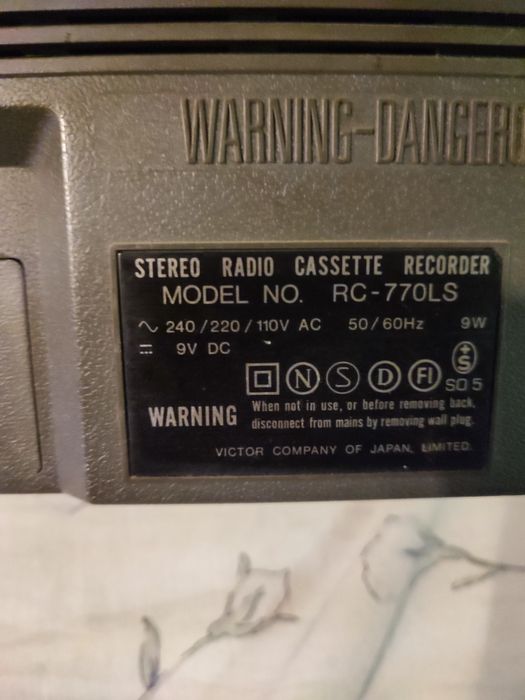 WARNING-DANGERO
STEREO RADIO CASSETTE RECORDER
MODEL NO. RC-770LS
∿ 240/220/110V AC 50/60Hz 9W
⎓ 9V DC
N S D FI +S
SO 5
WARNING When not in use, or before removing back,
disconnect from mains by removing wall plug.
VICTOR COMPANY OF JAPAN, LIMITED.